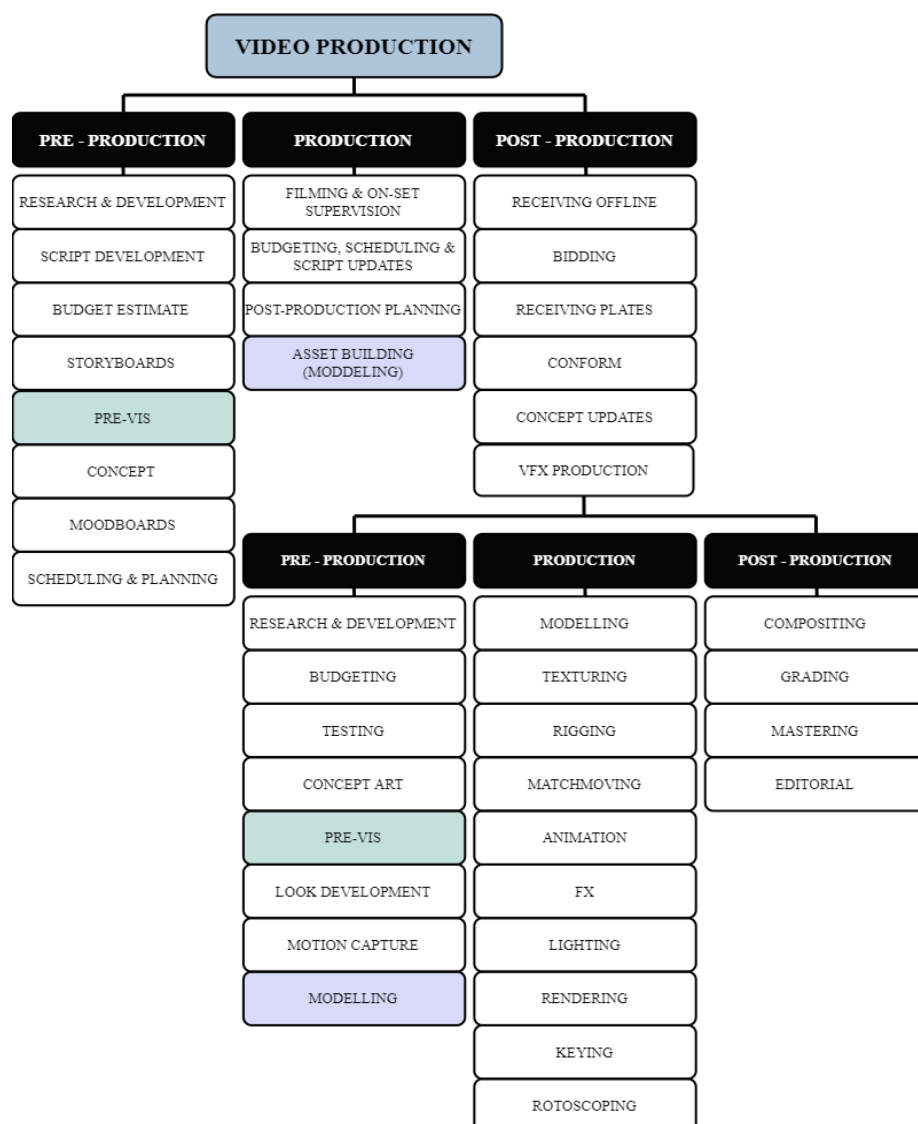 VIDEO PRODUCTION
PRE - PRODUCTION
RESEARCH & DEVELOPMENT
SCRIPT DEVELOPMENT
BUDGET ESTIMATE
STORYBOARDS
PRE-VIS
CONCEPT
MOODBOARDS
SCHEDULING & PLANNING
PRODUCTION
FILMING & ON-SET
SUPERVISION
BUDGETING, SCHEDULING &
SCRIPT UPDATES
POST-PRODUCTION PLANNING
ASSET BUILDING
(MODDELING)
POST - PRODUCTION
RECEIVING OFFLINE
BIDDING
RECEIVING PLATES
CONFORM
CONCEPT UPDATES
VFX PRODUCTION
PRE - PRODUCTION
RESEARCH & DEVELOPMENT
BUDGETING
TESTING
CONCEPT ART
PRE-VIS
LOOK DEVELOPMENT
MOTION CAPTURE
MODELLING
PRODUCTION
MODELLING
TEXTURING
RIGGING
MATCHMOVING
ANIMATION
FX
LIGHTING
RENDERING
KEYING
ROTOSCOPING
POST - PRODUCTION
COMPOSITING
GRADING
MASTERING
EDITORIAL